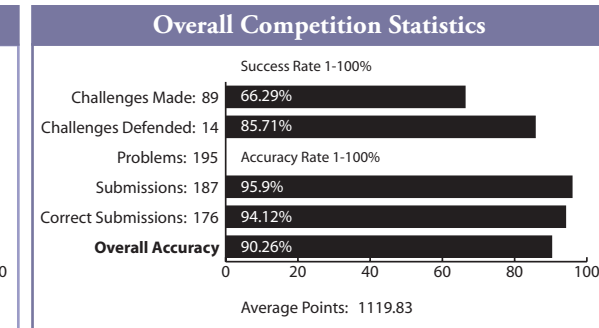 Overall Competition Statistics
Success Rate 1-100%
Challenges Made: 89 66.29%
Challenges Defended: 14 85.71%
Problems: 195 Accuracy Rate 1-100%
Submissions: 187 95.9%
Correct Submissions: 176 94.12%
Overall Accuracy 90.26%
0 0 20 40 60 80 100
Average Points: 1119.83